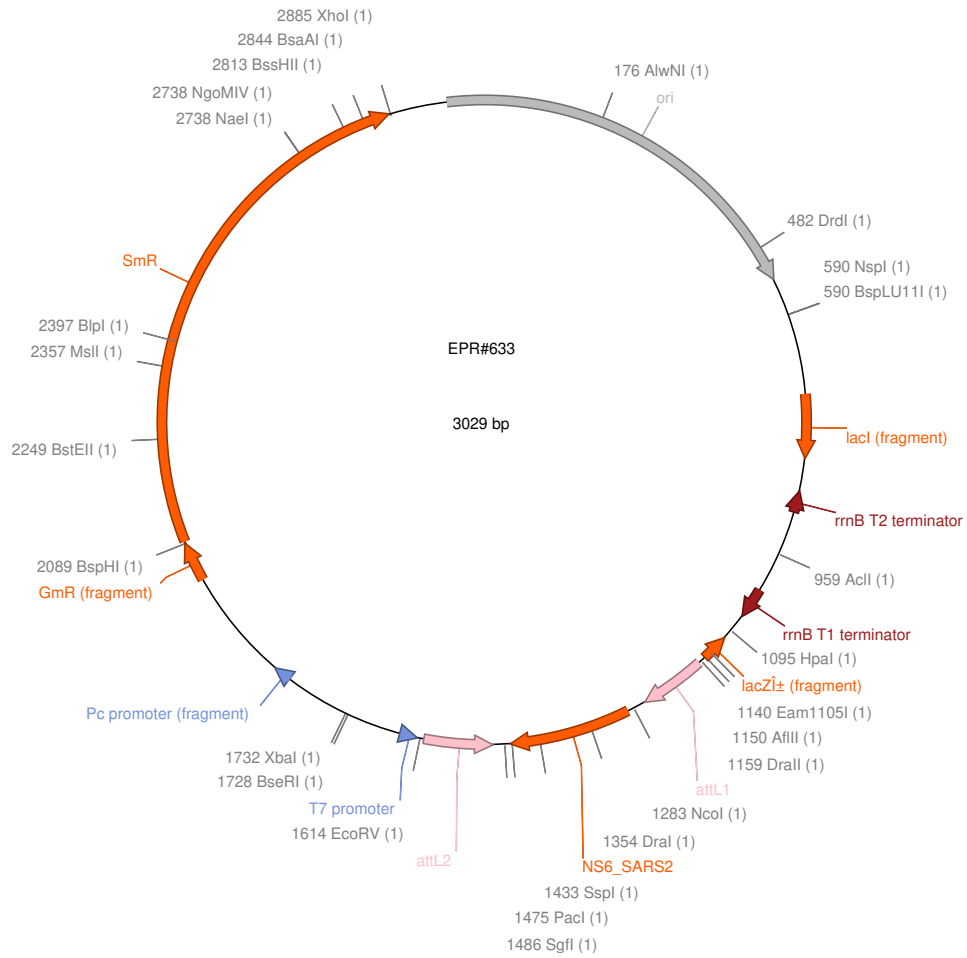 2885 XhoI (1)
2844 BsaAI (1)
2813 BssHII (1)
2738 NgoMIV (1)
2738 NaeI (1)
176 AlwNI (1)
ori
482 DrdI (1)
590 NspI (1)
590 BspLU11I (1)
SmR
2397 BlpI (1)
2357 MslI (1)
EPR#633
3029 bp
2249 BstEII (1)
lacI (fragment)
rrnB T2 terminator
2089 BspHI (1)
959 AclI (1)
GmR (fragment)
rrnB T1 terminator
1095 HpaI (1)
lacZÎ± (fragment)
Pc promoter (fragment)
1140 Eam1105I (1)
1150 AflII (1)
1732 XbaI (1)
1159 DraII (1)
1728 BseRI (1)
attL1
T7 promoter
1283 NcoI (1)
1614 EcoRV (1)
1354 DraI (1)
attL2
NS6_SARS2
1433 SspI (1)
1475 PacI (1)
1486 SgfI (1)